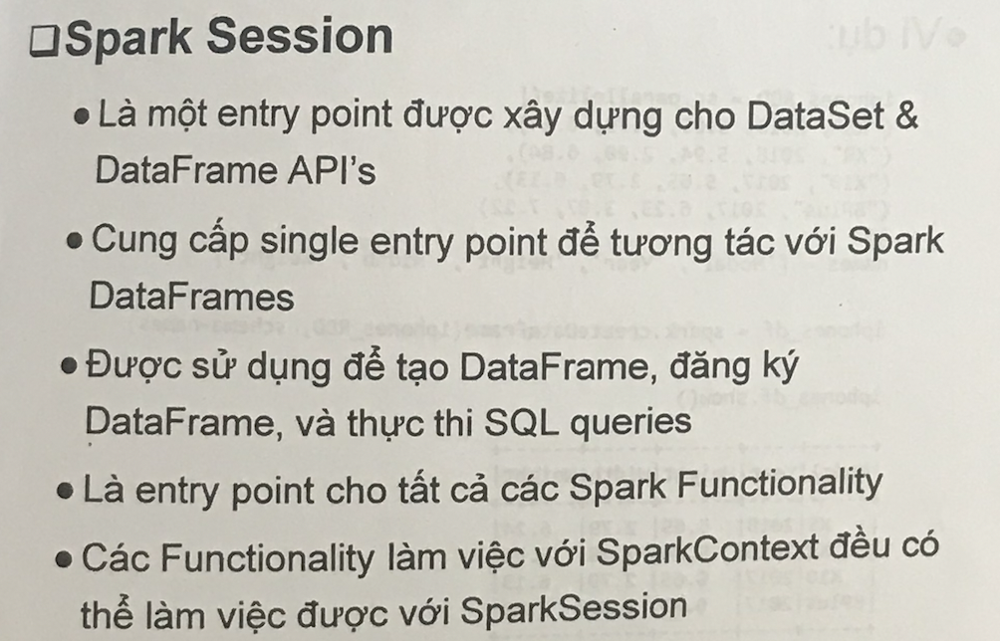 ❑Spark Session
● Là một entry point được xây dựng cho DataSet &
DataFrame API's
● Cung cấp single entry point để tương tác với Spark
DataFrames
● Được sử dụng để tạo DataFrame, đăng ký
DataFrame, và thực thi SQL queries
● Là entry point cho tất cả các Spark Functionality
● Các Functionality làm việc với SparkContext đều có
thể làm việc được với SparkSession